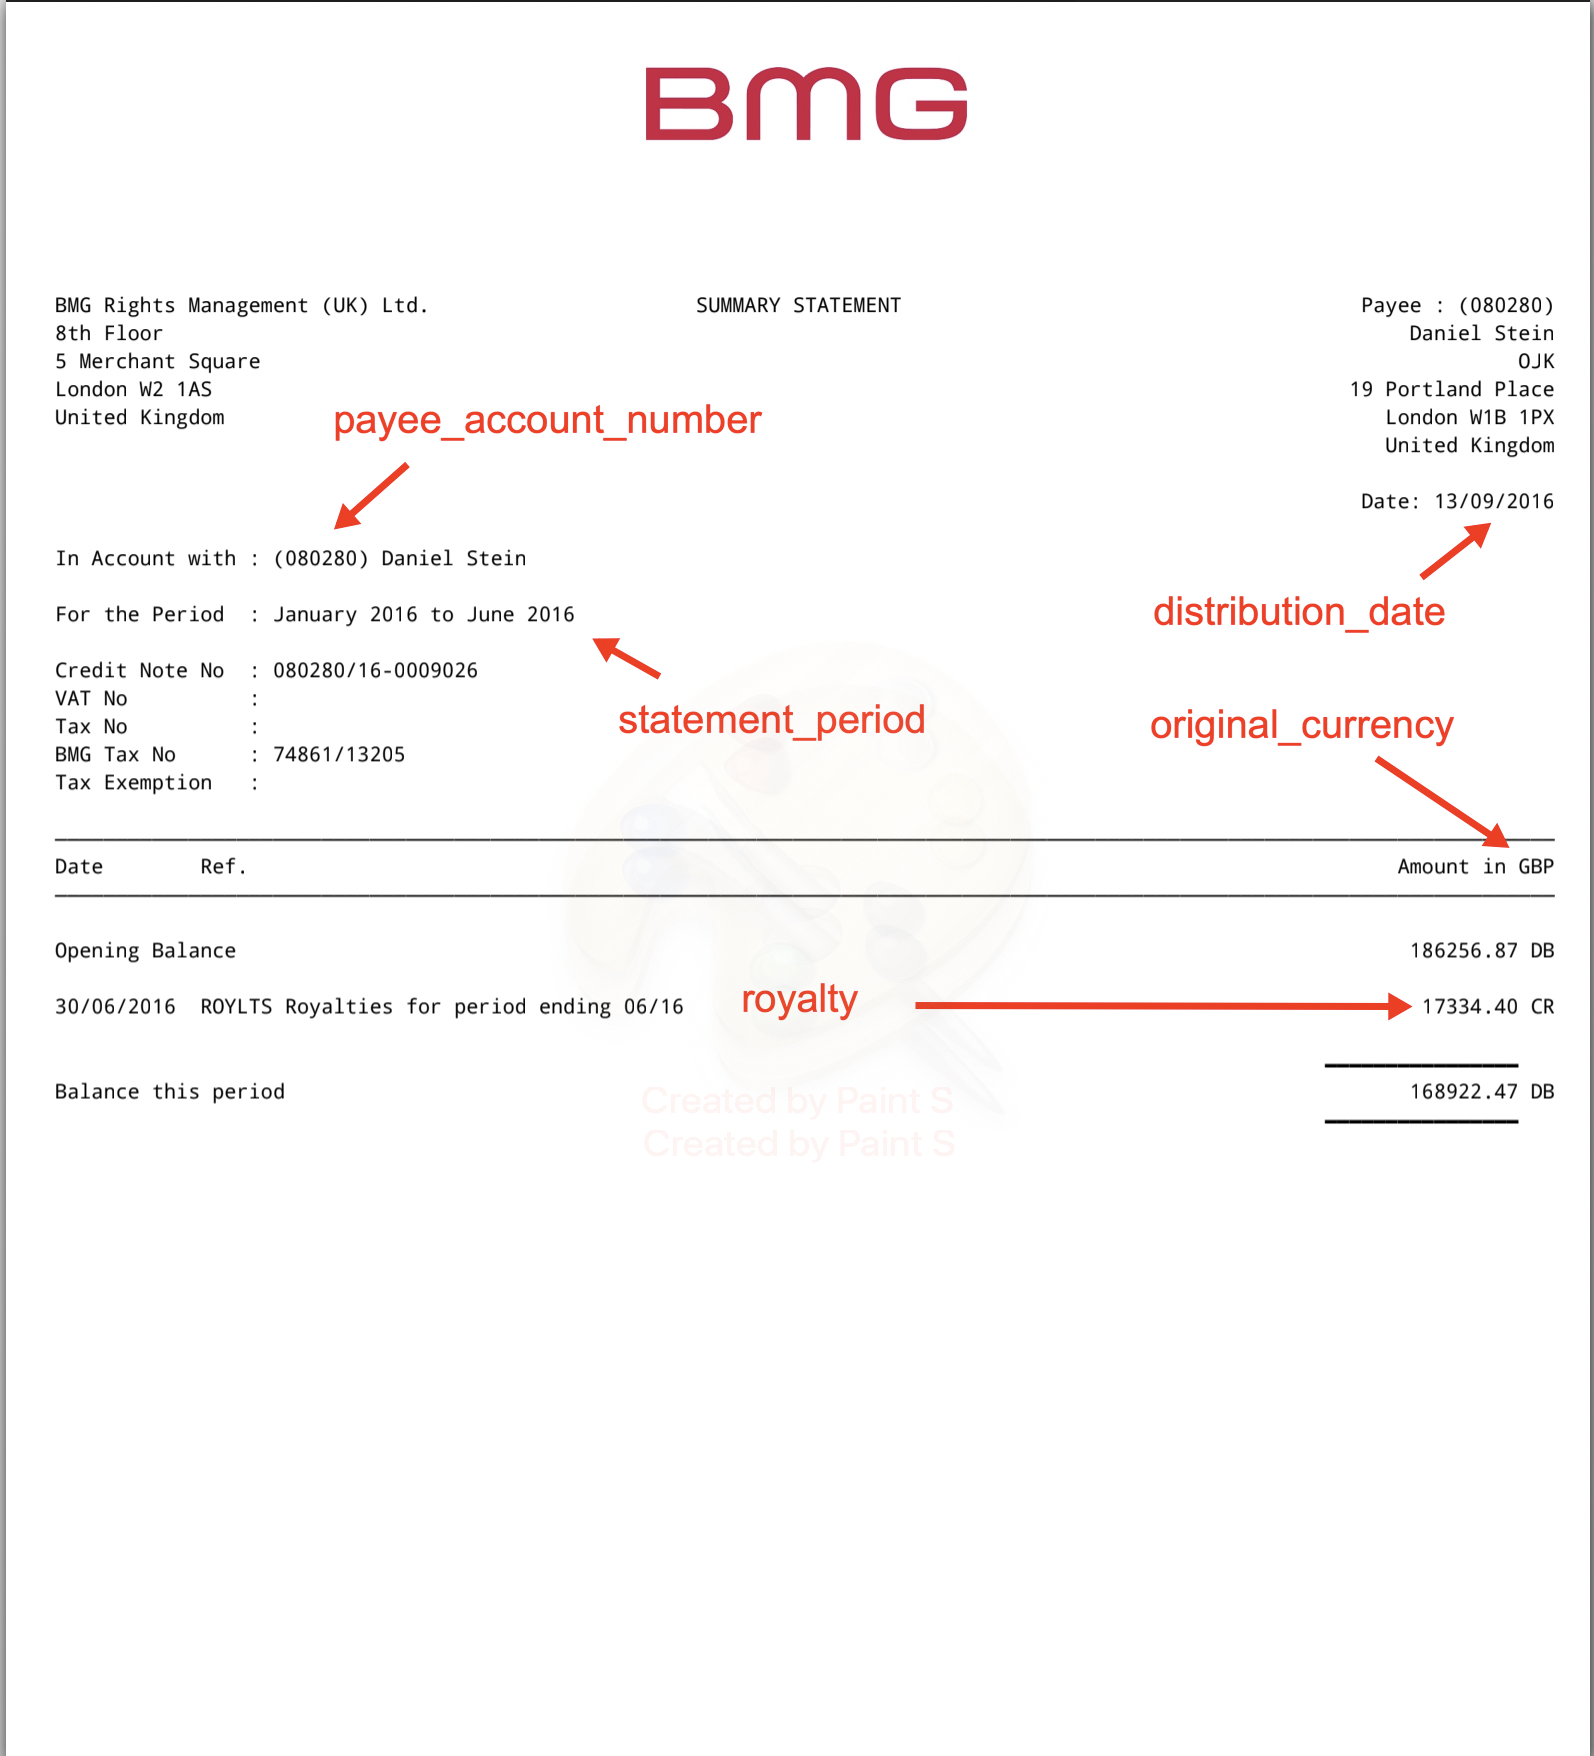 BMG
BMG Rights Management (UK) Ltd. SUMMARY STATEMENT Payee : (080280)
8th Floor Daniel Stein
5 Merchant Square OJK
London W2 1AS 19 Portland Place
United Kingdom payee_account_number London W1B 1PX
United Kingdom
Date: 13/09/2016
In Account with : (080280) Daniel Stein
distribution_date
For the Period : January 2016 to June 2016
Credit Note No : 080280/16-0009026
VAT No :
statement_period original_currency
Tax No :
BMG Tax No : 74861/13205
Tax Exemption :
Date Ref. Amount in GBP
Opening Balance 186256.87 DB
30/06/2016 ROYLTS Royalties for period ending 06/16 royalty 17334.40 CR
Balance this period 168922.47 DB
Created by Paint S
Created by Paint S